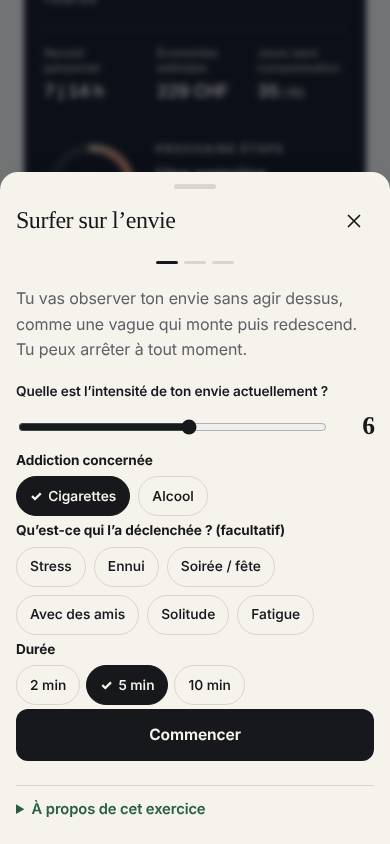 7 j 14 h
Surfer sur l’envie
Tu vas observer ton envie sans agir dessus,
comme une vague qui monte puis redescend.
Tu peux arrêter à tout moment.
Quelle est l’intensité de ton envie actuellement ?
6
Addiction concernée
Cigarettes Alcool
Qu’est-ce qui l’a déclenchée ? (facultatif)
Stress Ennui Soirée / fête
Avec des amis Solitude Fatigue
Durée
2 min 5 min 10 min
Commencer
À propos de cet exercice